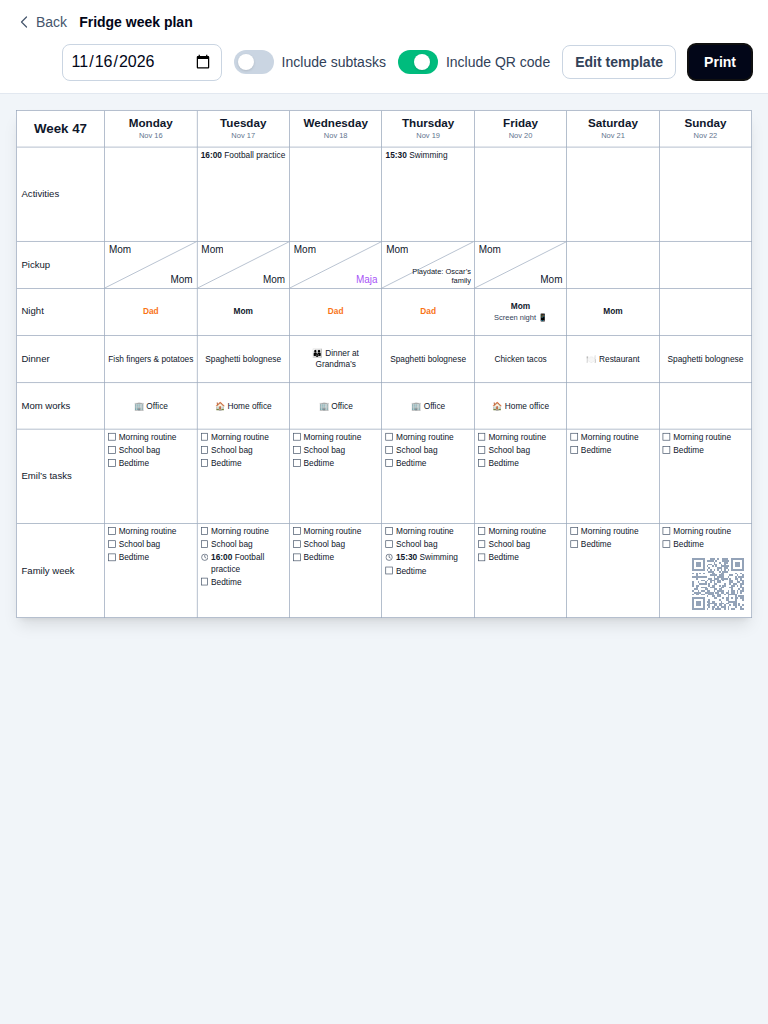 Back Fridge week plan
11/16/2026 Include subtasks Include QR code Edit template Print
Week 47 Monday Tuesday Wednesday Thursday Friday Saturday Sunday
Nov 16 Nov 17 Nov 18 Nov 19 Nov 20 Nov 21 Nov 22
Activities
16:00 Football practice
15:30 Swimming
Pickup
Mom
Mom
Mom
Mom
Mom
Maja
Mom
Playdate: Oscar's
family
Mom
Mom
Night
Dad
Mom
Dad
Dad
Mom
Screen night 📱
Mom
Dinner
Fish fingers & potatoes
Spaghetti bolognese
👪 Dinner at
Grandma's
Spaghetti bolognese
Chicken tacos
🍽️ Restaurant
Spaghetti bolognese
Mom works
🏢 Office
🏠 Home office
🏢 Office
🏢 Office
🏠 Home office
Emil's tasks
Morning routine
School bag
Bedtime
Morning routine
School bag
Bedtime
Morning routine
School bag
Bedtime
Morning routine
School bag
Bedtime
Morning routine
School bag
Bedtime
Morning routine
Bedtime
Morning routine
Bedtime
Family week
Morning routine
School bag
Bedtime
Morning routine
School bag
16:00 Football
practice
Bedtime
Morning routine
School bag
Bedtime
Morning routine
School bag
15:30 Swimming
Bedtime
Morning routine
School bag
Bedtime
Morning routine
Bedtime
Morning routine
Bedtime